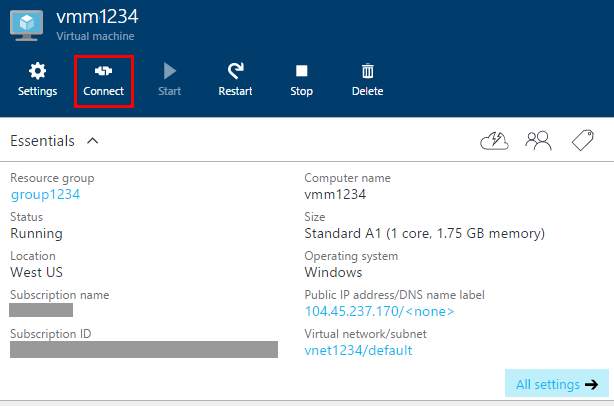 vmm1234
Virtual machine
Settings Connect Start Restart Stop Delete
Essentials
Resource group Computer name
group1234 vmm1234
Status Size
Running Standard A1 (1 core, 1.75 GB memory)
Location Operating system
West US Windows
Subscription name Public IP address/DNS name label
104.45.237.170/<none>
Subscription ID Virtual network/subnet
vnet1234/default
All settings